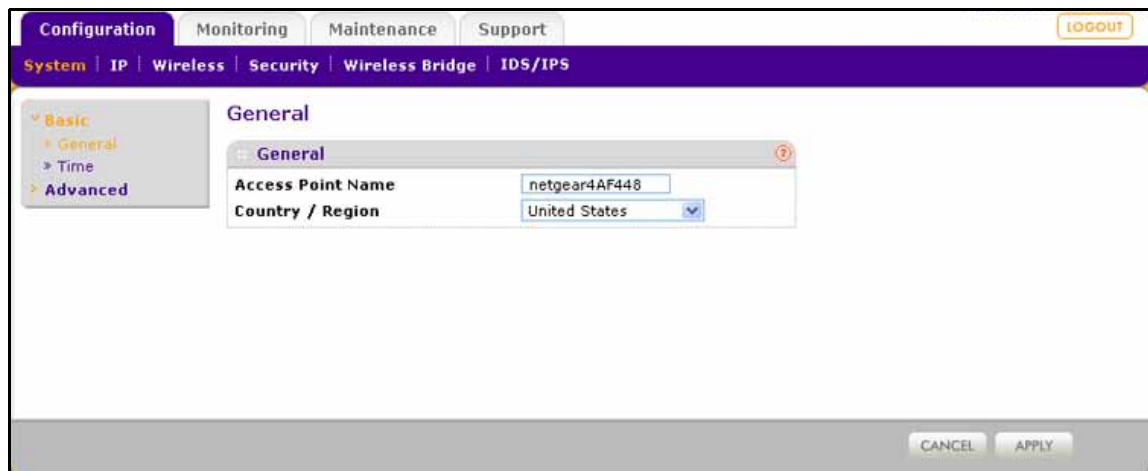 Configuration Monitoring Maintenance Support LOGOUT
System IP Wireless Security Wireless Bridge IDS/IPS
Basic
General
Time
Advanced
General
General ?
Access Point Name netgear4AF448
Country / Region United States
CANCEL APPLY